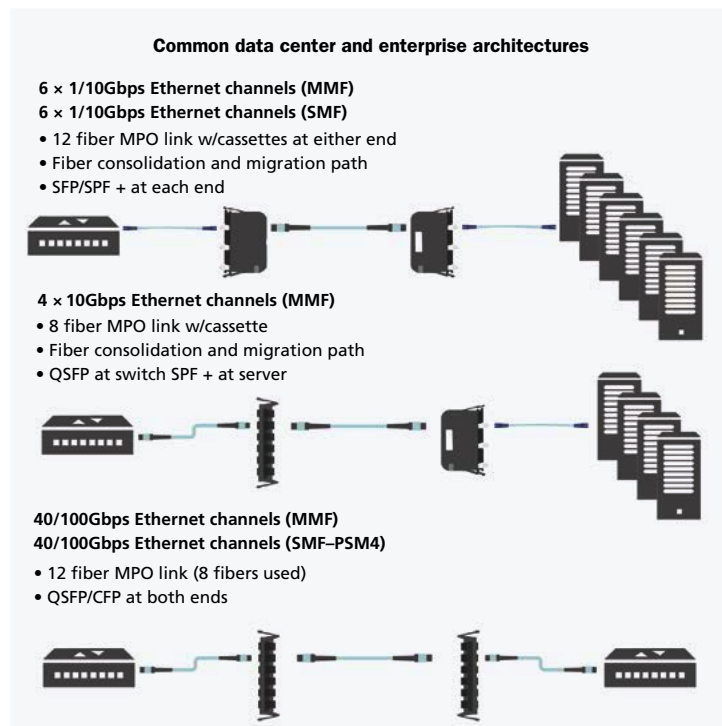 Common data center and enterprise architectures
6 × 1/10Gbps Ethernet channels (MMF)
6 × 1/10Gbps Ethernet channels (SMF)
• 12 fiber MPO link w/cassettes at either end
• Fiber consolidation and migration path
• SFP/SPF + at each end
4 × 10Gbps Ethernet channels (MMF)
• 8 fiber MPO link w/cassette
• Fiber consolidation and migration path
• QSFP at switch SPF + at server
40/100Gbps Ethernet channels (MMF)
40/100Gbps Ethernet channels (SMF–PSM4)
• 12 fiber MPO link (8 fibers used)
• QSFP/CFP at both ends